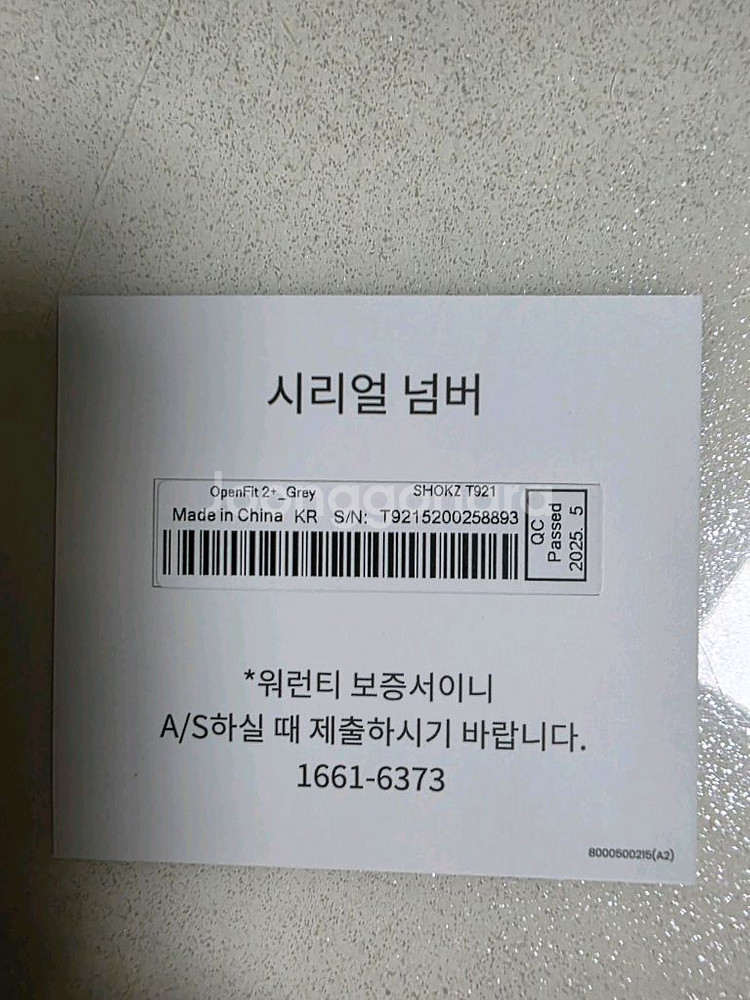 시리얼 넘버
OpenFit 2+_Grey SHOKZ T921
Made in China KR S/N: T9215200258893
QC
Passed
2025. 5
Joonggonara
*워런티 보증서이니
A/S하실 때 제출하시기 바랍니다.
1661-6373
8000500215(A2)